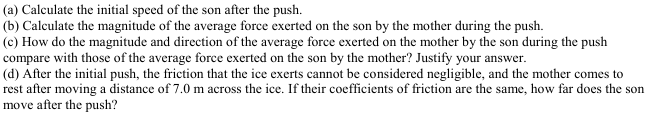 (a) Calculate the initial speed of the son after the push.
(b) Calculate the magnitude of the average force exerted on the son by the mother during the push.
(c) How do the magnitude and direction of the average force exerted on the mother by the son during the push
compare with those of the average force exerted on the son by the mother? Justify your answer.
(d) After the initial push, the friction that the ice exerts cannot be considered negligible, and the mother comes to
rest after moving a distance of 7.0 m across the ice. If their coefficients of friction are the same, how far does the son
move after the push?